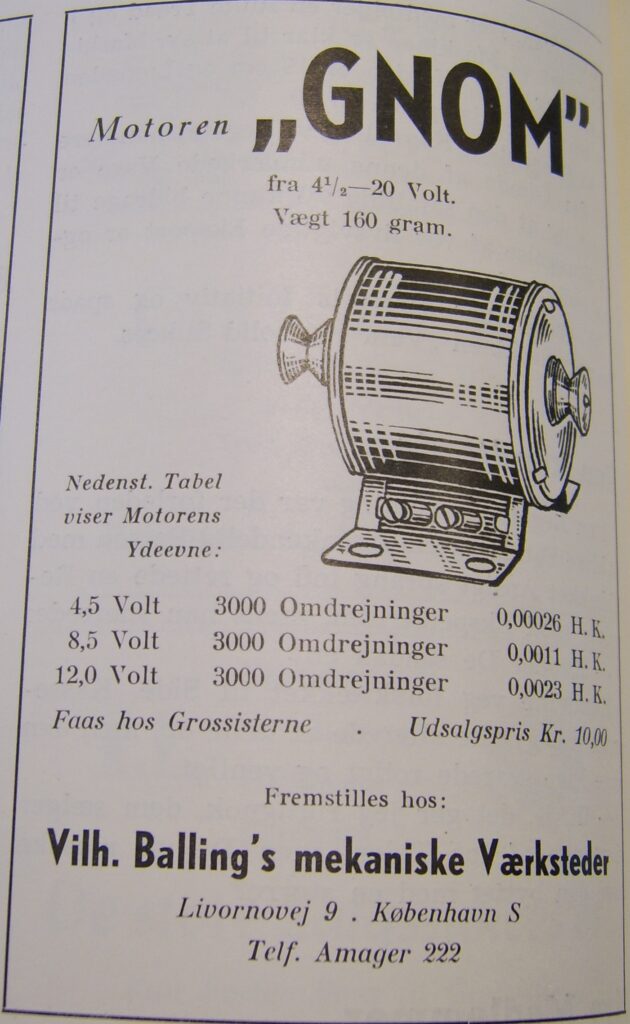 Motoren „GNOM”
fra 4¹/₂—20 Volt.
Vægt 160 gram.
Nedenst. Tabel
viser Motorens
Ydeevne:
4,5 Volt 3000 Omdrejninger 0,00026 H.K.
8,5 Volt 3000 Omdrejninger 0,0011 H.K.
12,0 Volt 3000 Omdrejninger 0,0023 H.K.
Faas hos Grossisterne . Udsalgspris Kr. 10,00
Fremstilles hos:
Vilh. Balling's mekaniske Værksteder
Livornovej 9 . København S
Telf. Amager 222